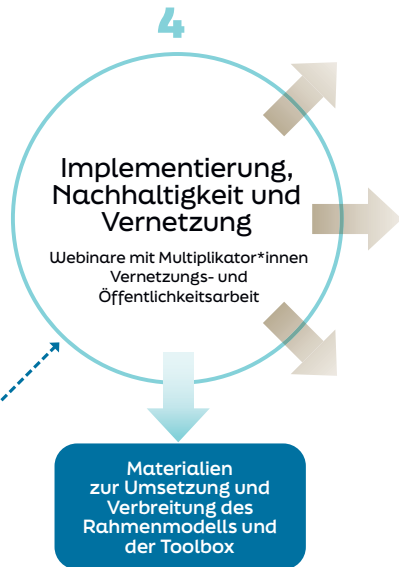 4
Implementierung,
Nachhaltigkeit und
Vernetzung
Webinare mit Multiplikator*innen
Vernetzungs- und
Öffentlichkeitsarbeit
Materialien
zur Umsetzung und
Verbreitung des
Rahmenmodells und
der Toolbox